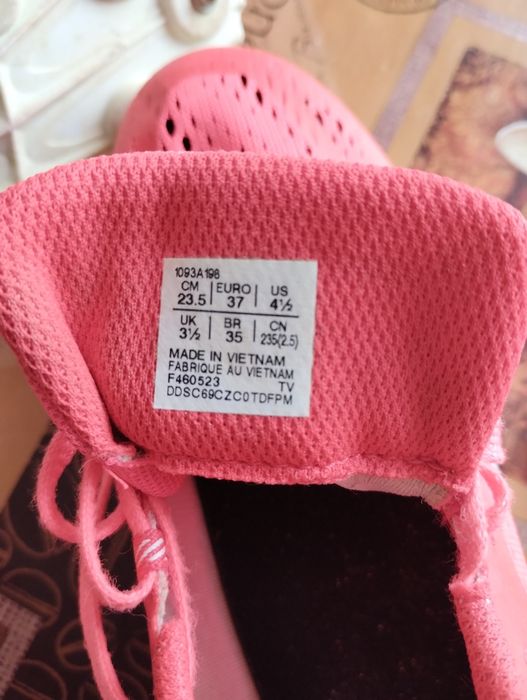 1093A198
CM | EURO | US
23.5 | 37 | 4½
UK | BR | CN
3½ | 35 | 235(2.5)
MADE IN VIETNAM
FABRIQUE AU VIETNAM
F460523 TV
DDSC69CZC0TDFPM